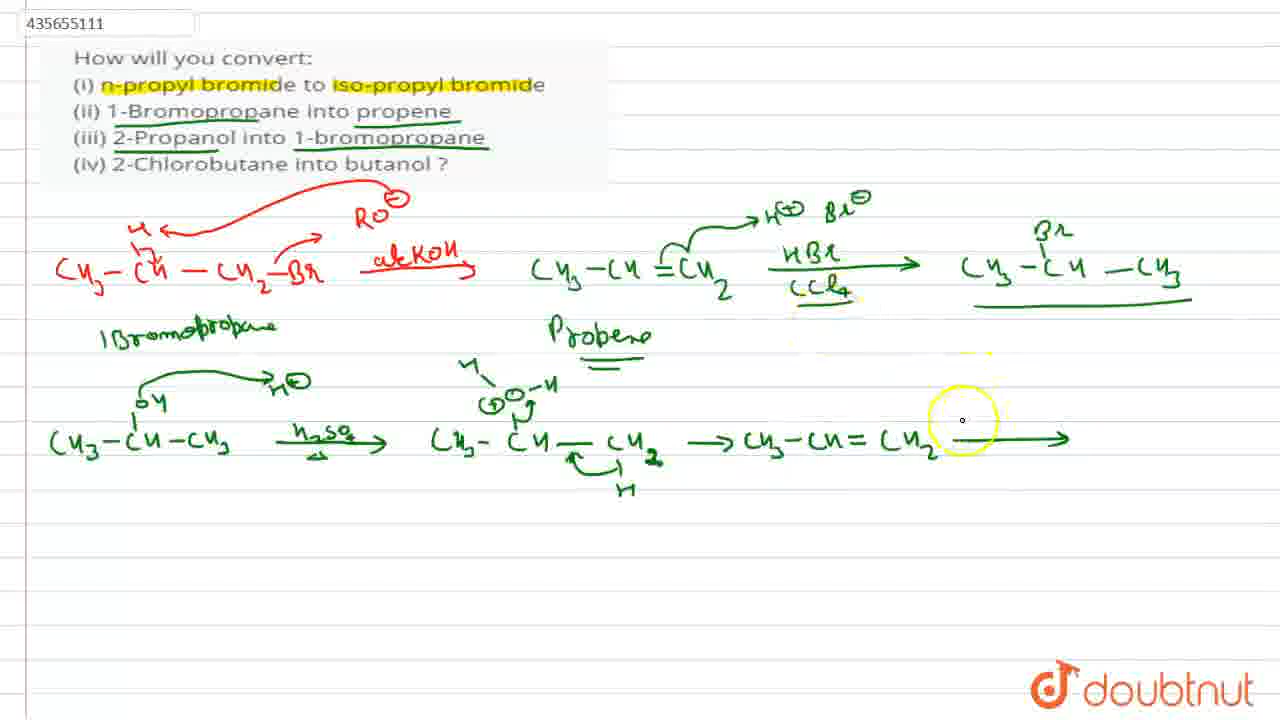 435655111
How will you convert:
(i) n-propyl bromide to iso-propyl bromide
(ii) 1-Bromopropane into propene
(iii) 2-Propanol into 1-bromopropane
(iv) 2-Chlorobutane into butanol ?
H RO⊖ H⊕ Br⊖ Br
CH3 – CH – CH2 – Br alc KOH CH3 – CH = CH2 HBr CCl4 CH3 – CH – CH3
1Bromopropane Propene
OH H⊕ H ⊕ O – H
CH3 – CH – CH3 H2SO4 Δ CH3 – CH – CH2 CH3 – CH = CH2
H
doubtnut